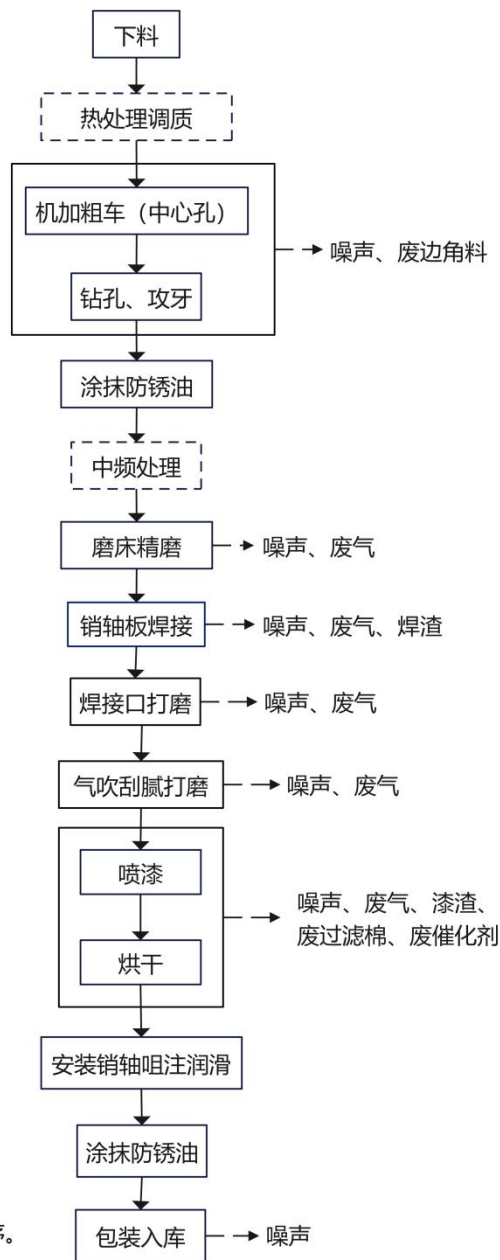 下料
热处理调质
机加粗车（中心孔）
噪声、废边角料
钻孔、攻牙
涂抹防锈油
中频处理
磨床精磨
噪声、废气
销轴板焊接
噪声、废气、焊渣
焊接口打磨
噪声、废气
气吹刮腻打磨
噪声、废气
喷漆
噪声、废气、漆渣、
废过滤棉、废催化剂
烘干
安装销轴咀注润滑
涂抹防锈油
包装入库
噪声
。